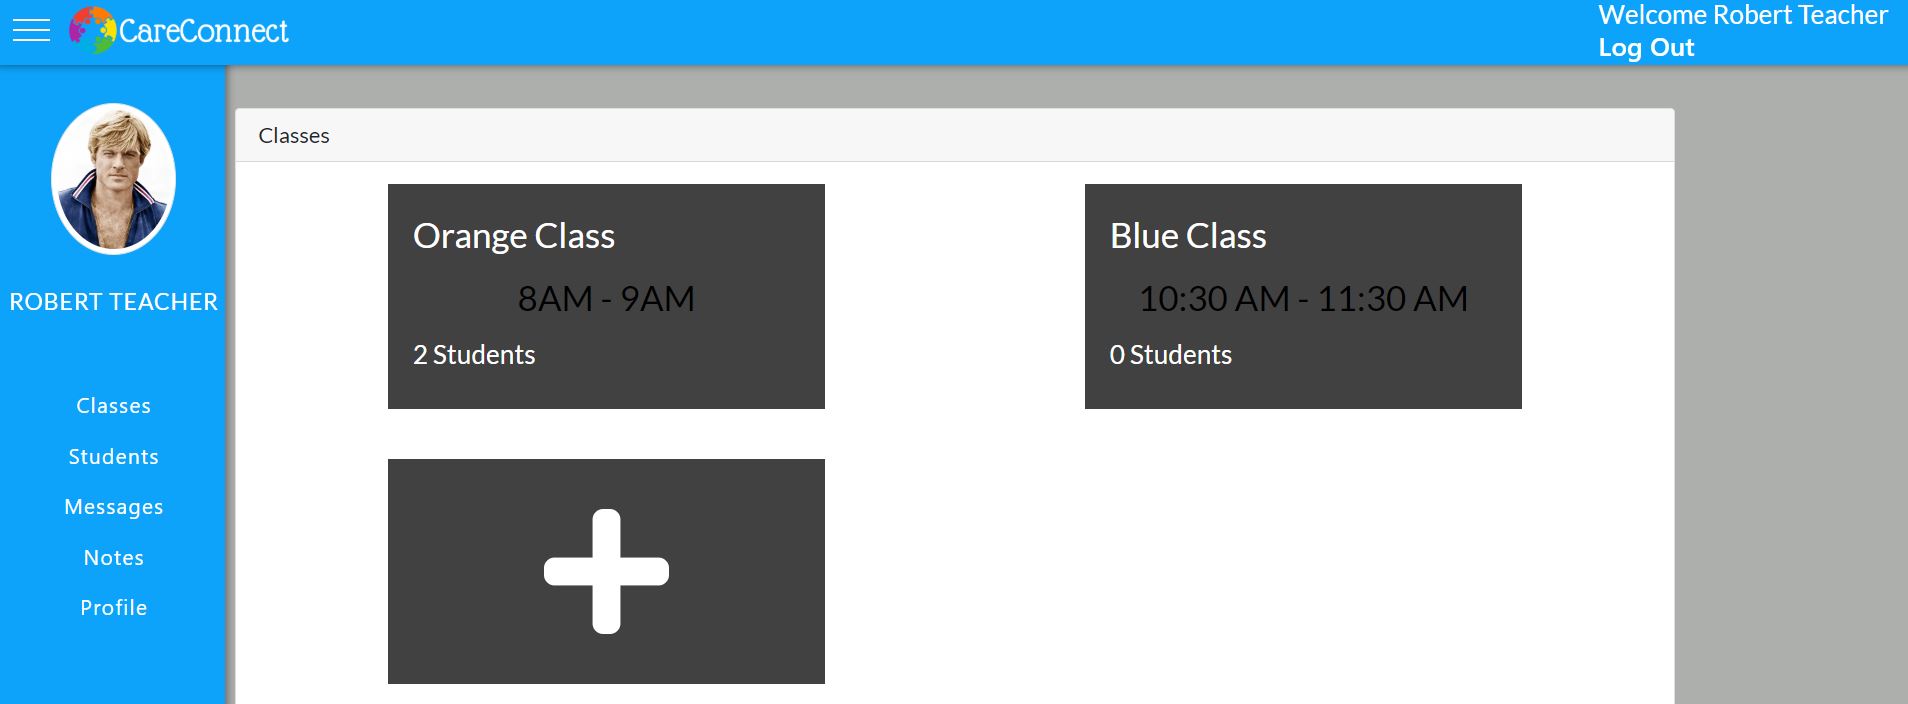 CareConnect
Welcome Robert Teacher
Log Out
ROBERT TEACHER
Classes
Students
Messages
Notes
Profile
Classes
Orange Class
8AM - 9AM
2 Students
Blue Class
10:30 AM - 11:30 AM
0 Students